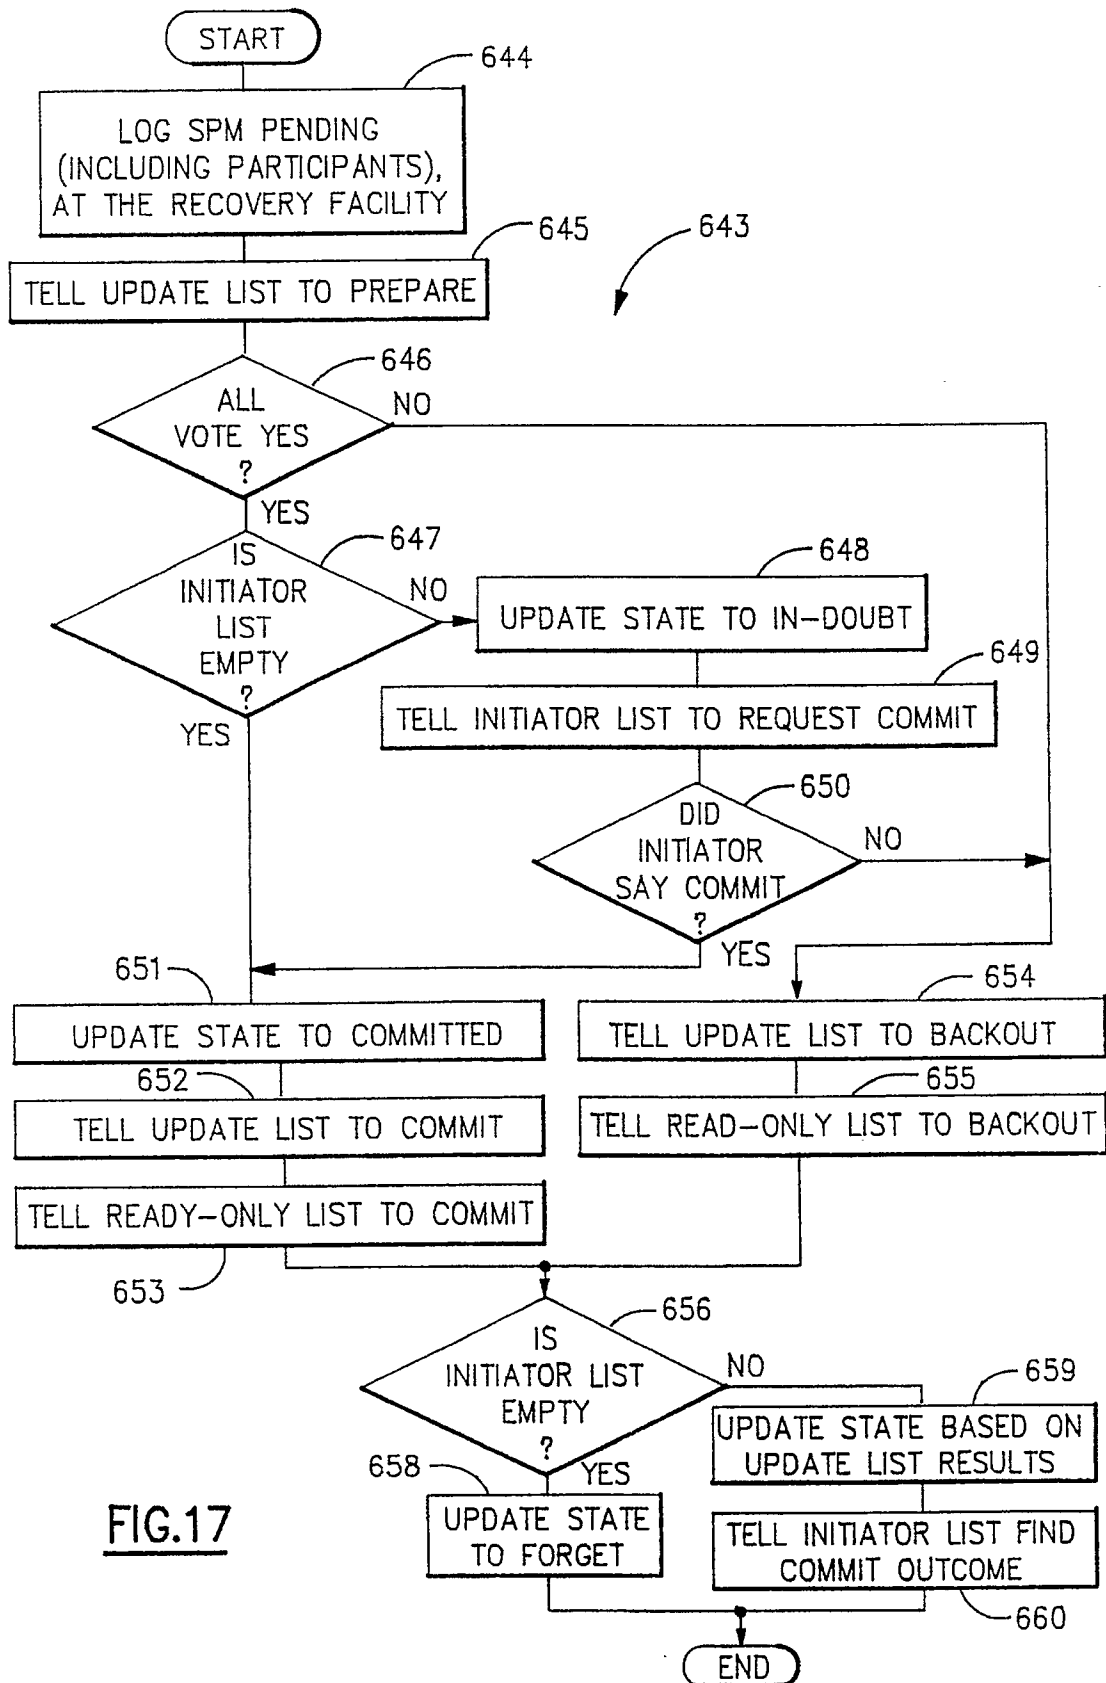 START
644
LOG SPM PENDING
(INCLUDING PARTICIPANTS),
AT THE RECOVERY FACILITY
645
643
TELL UPDATE LIST TO PREPARE
646
ALL
VOTE YES
?
NO
YES
647
IS
INITIATOR
LIST
EMPTY
?
NO
YES
648
UPDATE STATE TO IN-DOUBT
649
TELL INITIATOR LIST TO REQUEST COMMIT
650
DID
INITIATOR
SAY COMMIT
?
NO
YES
651
UPDATE STATE TO COMMITTED
654
TELL UPDATE LIST TO BACKOUT
652
TELL UPDATE LIST TO COMMIT
655
TELL READ-ONLY LIST TO BACKOUT
TELL READY-ONLY LIST TO COMMIT
653
656
IS
INITIATOR LIST
EMPTY
?
NO
YES
659
UPDATE STATE BASED ON
UPDATE LIST RESULTS
658
UPDATE STATE
TO FORGET
TELL INITIATOR LIST FIND
COMMIT OUTCOME
660
END
FIG.17